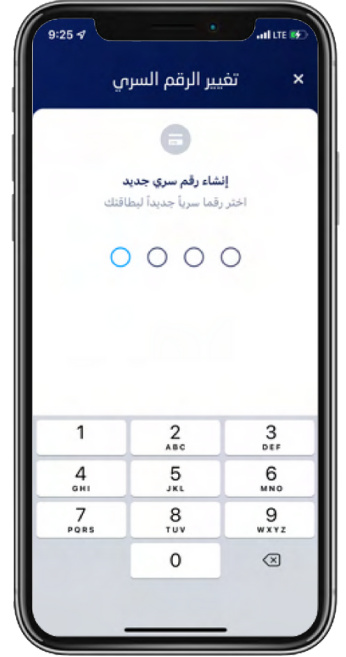 9:25 LTE
تغيير الرقم السري ×
إنشاء رقم سري جديد
اختر رقما سرياً جديداً لبطاقتك
1 2 3
ABC DEF
4 5 6
GHI JKL MNO
7 8 9
PQRS TUV WXYZ
0